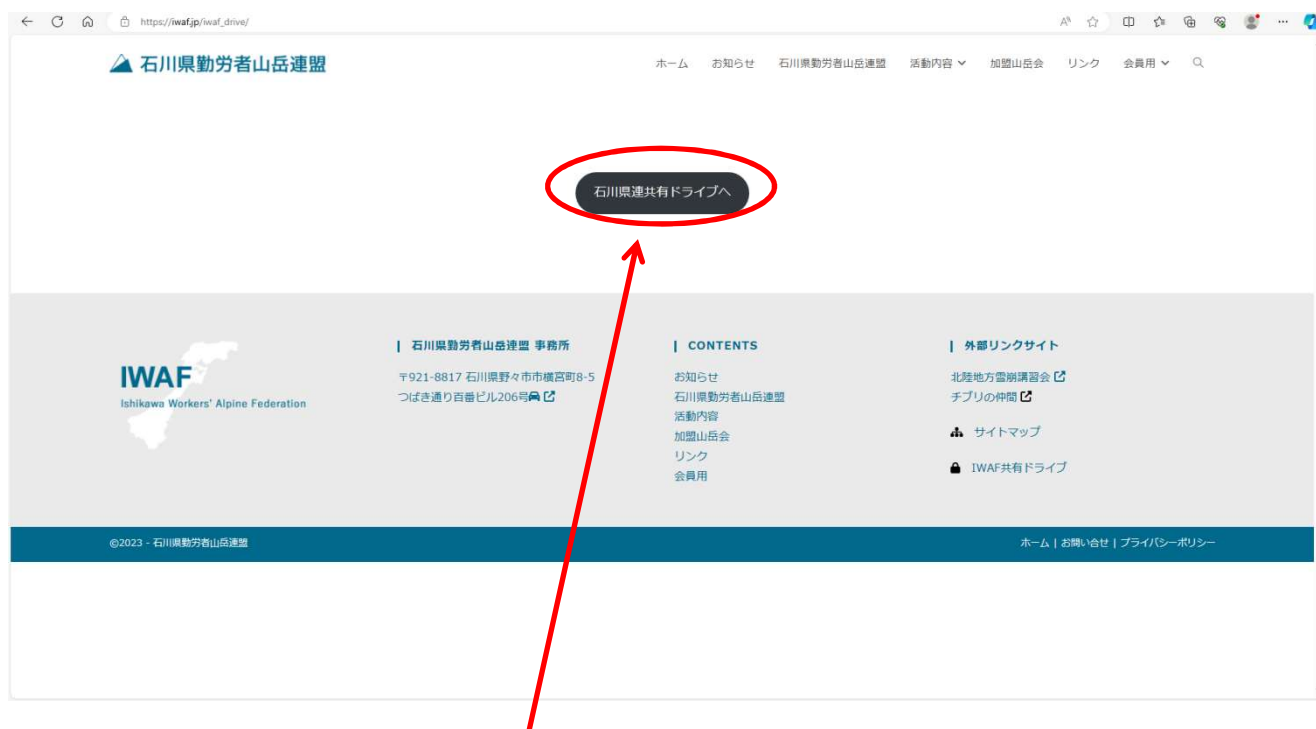 https://iwaf.jp/iwaf_drive/
石川県勤労者山岳連盟
ホーム お知らせ 石川県勤労者山岳連盟 活動内容 加盟山岳会 リンク 会員用
石川県連共有ドライブへ
IWAF
Ishikawa Workers' Alpine Federation
石川県勤労者山岳連盟 事務所
〒921-8817 石川県野々市市横宮町8-5
つばき通り百番ビル206号
CONTENTS
お知らせ
石川県勤労者山岳連盟
活動内容
加盟山岳会
リンク
会員用
外部リンクサイト
北陸地方雪崩講習会
チブリの仲間
サイトマップ
IWAF共有ドライブ
©2023 - 石川県勤労者山岳連盟
ホーム | お問い合せ | プライバシーポリシー